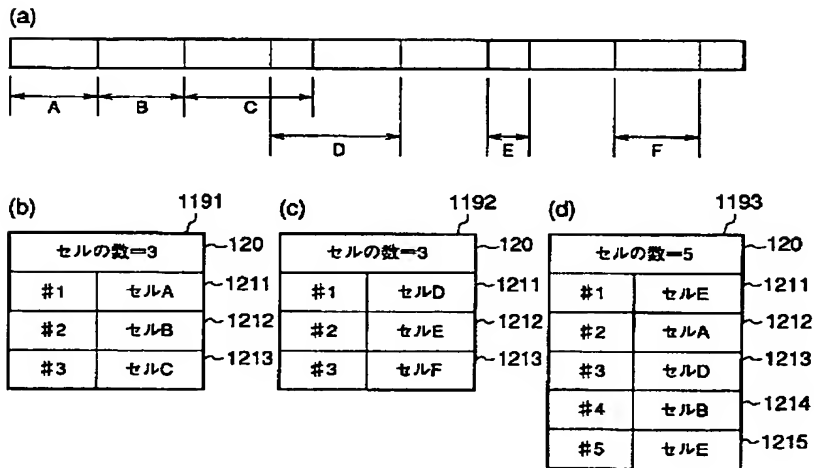 (a)
A B C
D E F
(b) 1191 (c) 1192 (d) 1193
セルの数=3 120 セルの数=3 120 セルの数=5 120
#1 セルA 1211 #1 セルD 1211 #1 セルE 1211
#2 セルB 1212 #2 セルE 1212 #2 セルA 1212
#3 セルC 1213 #3 セルF 1213 #3 セルD 1213
#4 セルB 1214
#5 セルE 1215